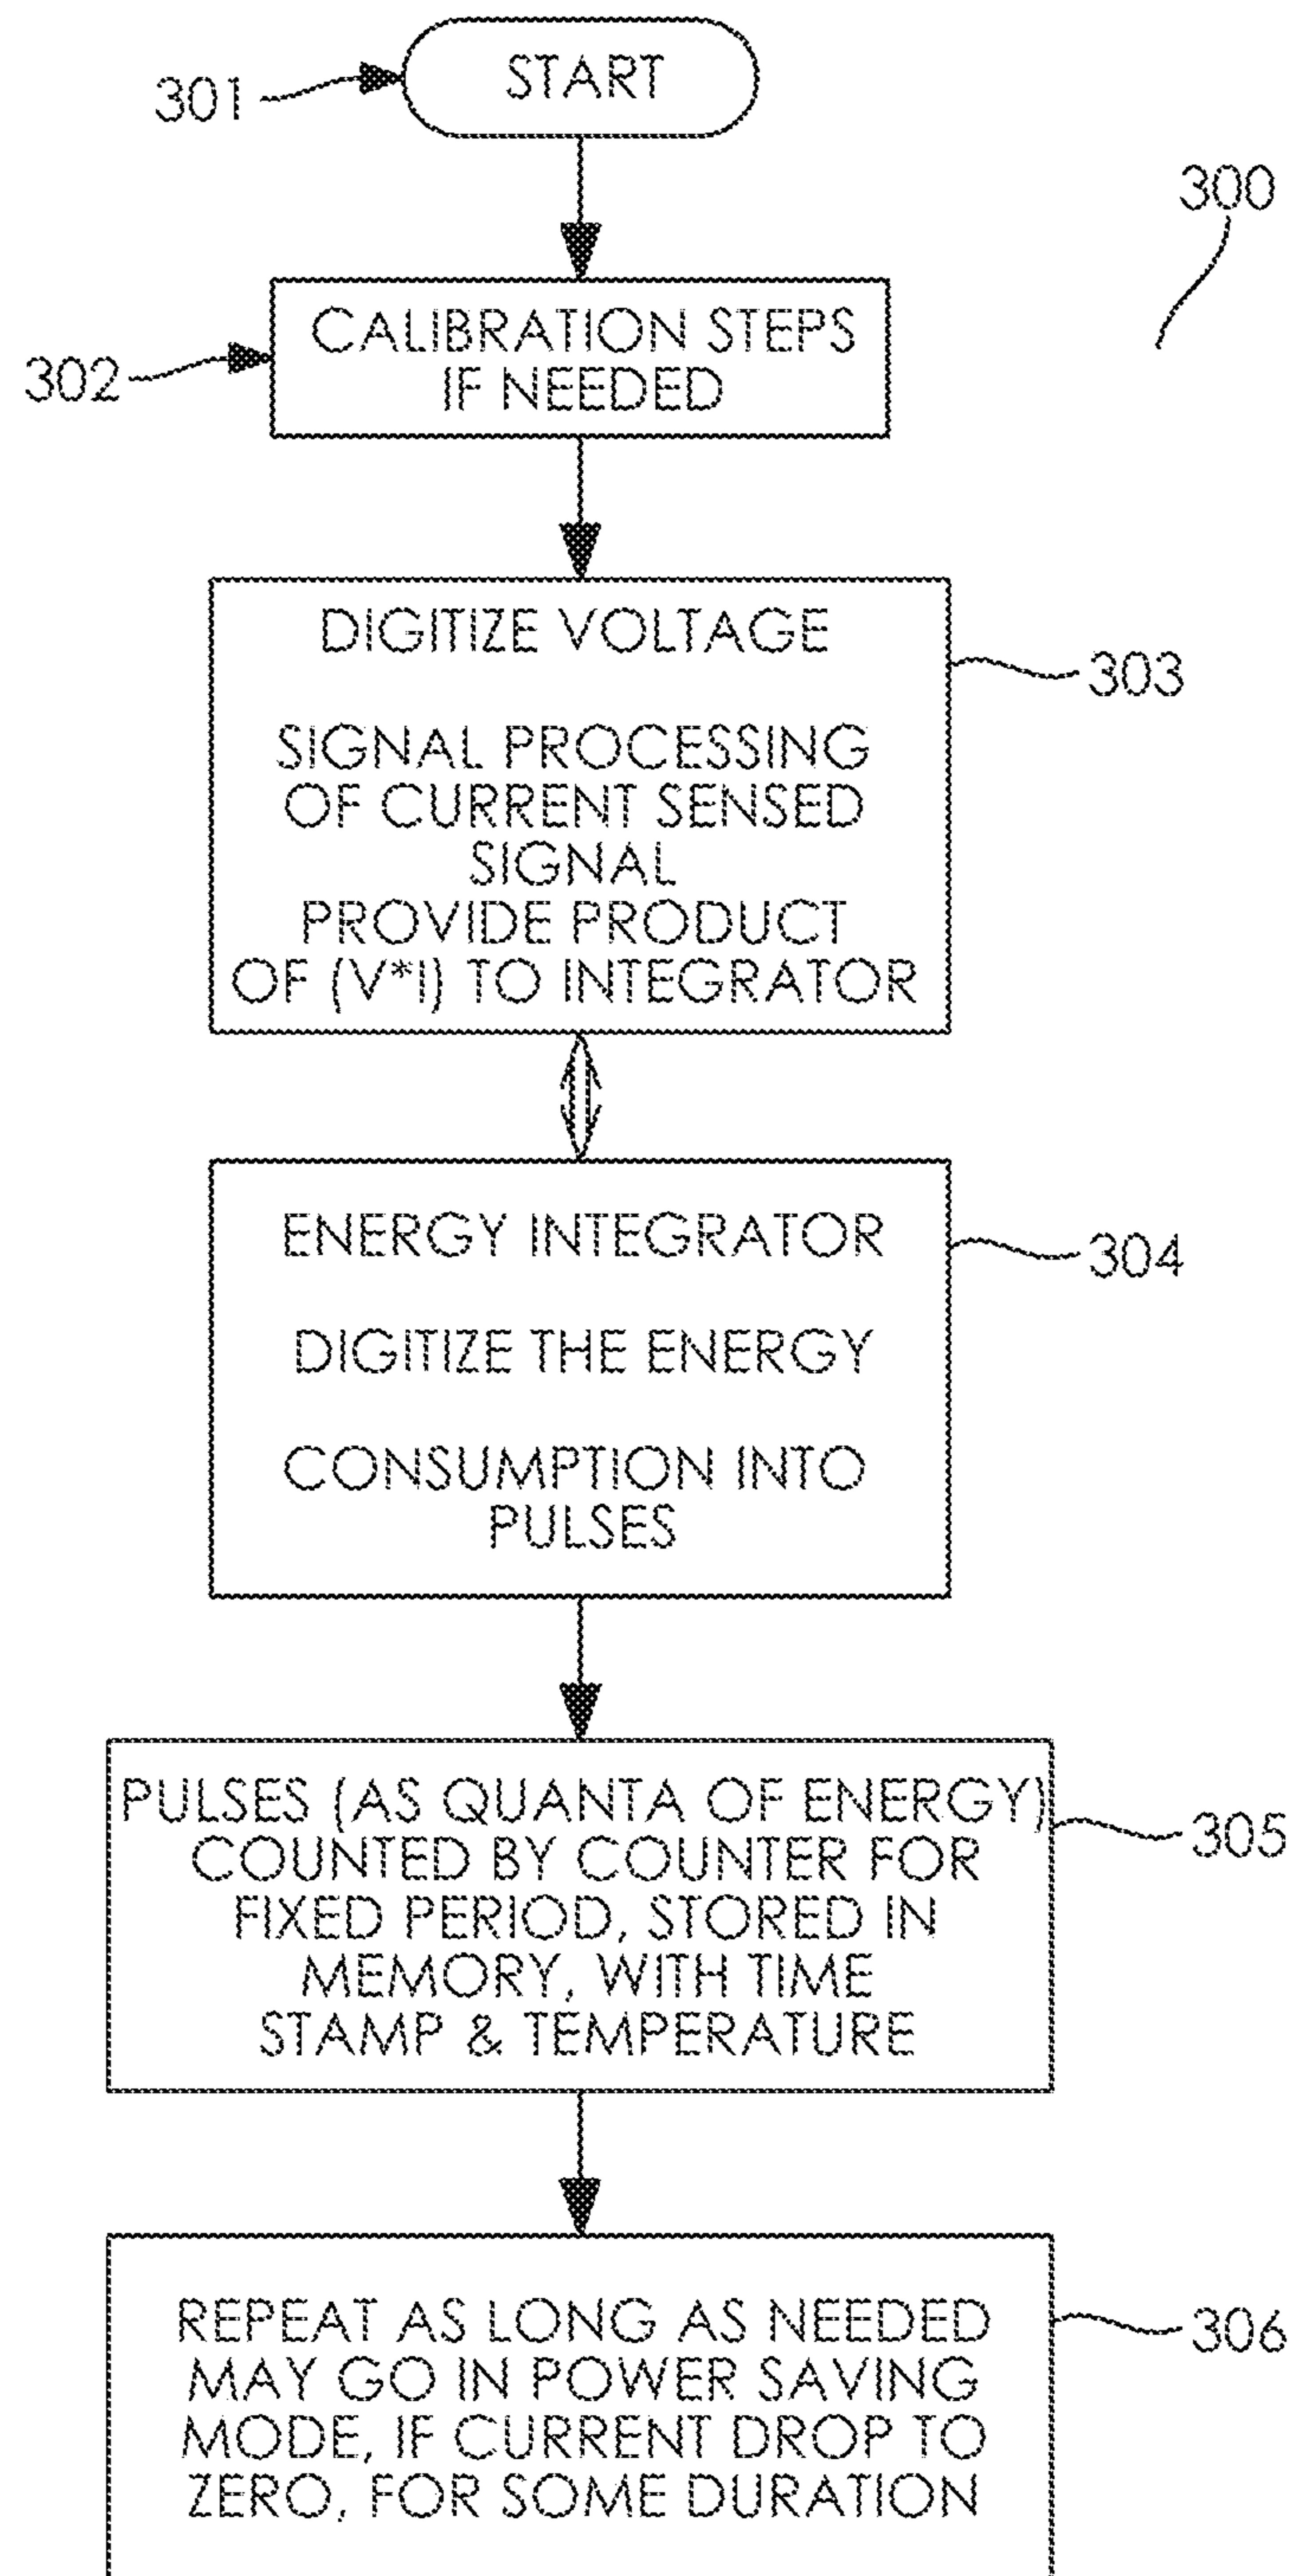 START
301
300
CALIBRATION STEPS
IF NEEDED
302
DIGITIZE VOLTAGE
303
SIGNAL PROCESSING
OF CURRENT SENSED
SIGNAL
PROVIDE PRODUCT
OF (V*I) TO INTEGRATOR
ENERGY INTEGRATOR
304
DIGITIZE THE ENERGY
CONSUMPTION INTO
PULSES
PULSES (AS QUANTA OF ENERGY)
305
COUNTED BY COUNTER FOR
FIXED PERIOD, STORED IN
MEMORY, WITH TIME
STAMP & TEMPERATURE
REPEAT AS LONG AS NEEDED
306
MAY GO IN POWER SAVING
MODE, IF CURRENT DROP TO
ZERO, FOR SOME DURATION